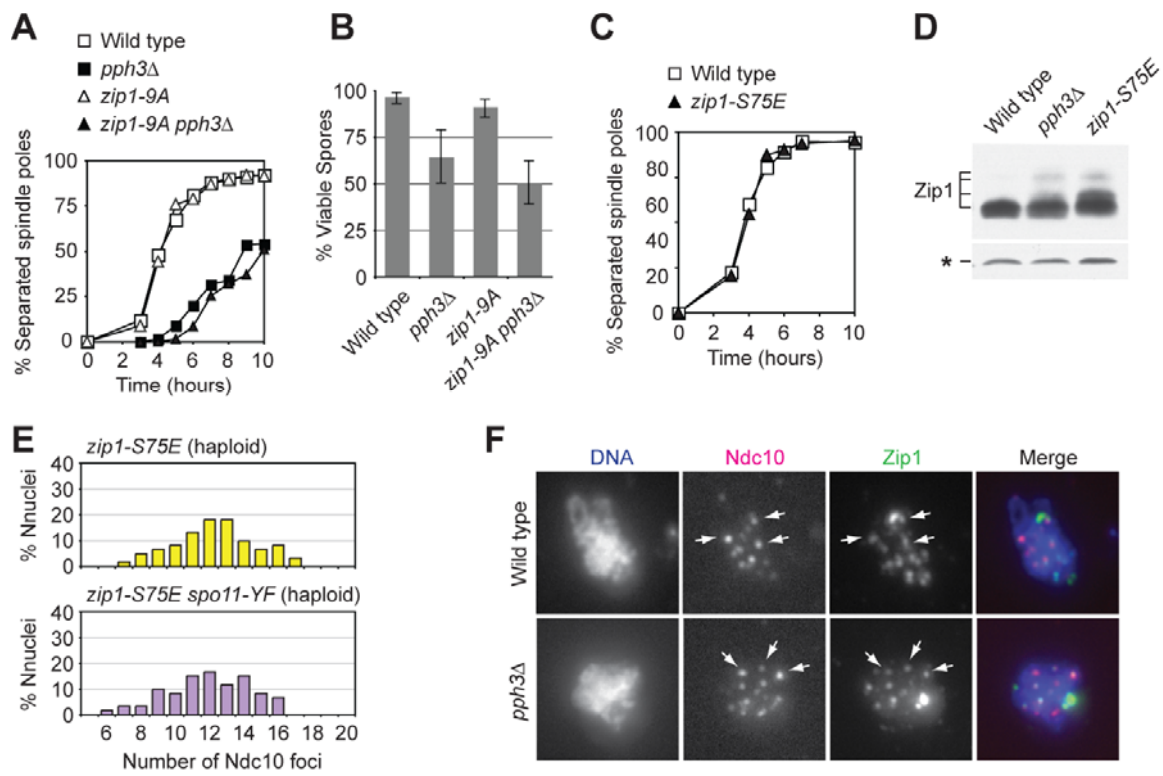 A
Wild type
pph3Δ
zip1-9A
zip1-9A pph3Δ
% Separated spindle poles
100
75
50
25
0
0 2 4 6 8 10
Time (hours)
B
% Viable Spores
100
75
50
25
0
Wild type
pph3Δ
zip1-9A
zip1-9A pph3Δ
C
Wild type
zip1-S75E
% Separated spindle poles
100
80
60
40
20
0
0 2 4 6 8 10
Time (hours)
D
Wild type
pph3Δ
zip1-S75E
Zip1
*
E
zip1-S75E (haploid)
% Nnuclei
40
30
20
10
0
zip1-S75E spo11-YF (haploid)
% Nnuclei
40
30
20
10
0
6 8 10 12 14 16 18 20
Number of Ndc10 foci
F
DNA Ndc10 Zip1 Merge
Wild type
pph3Δ